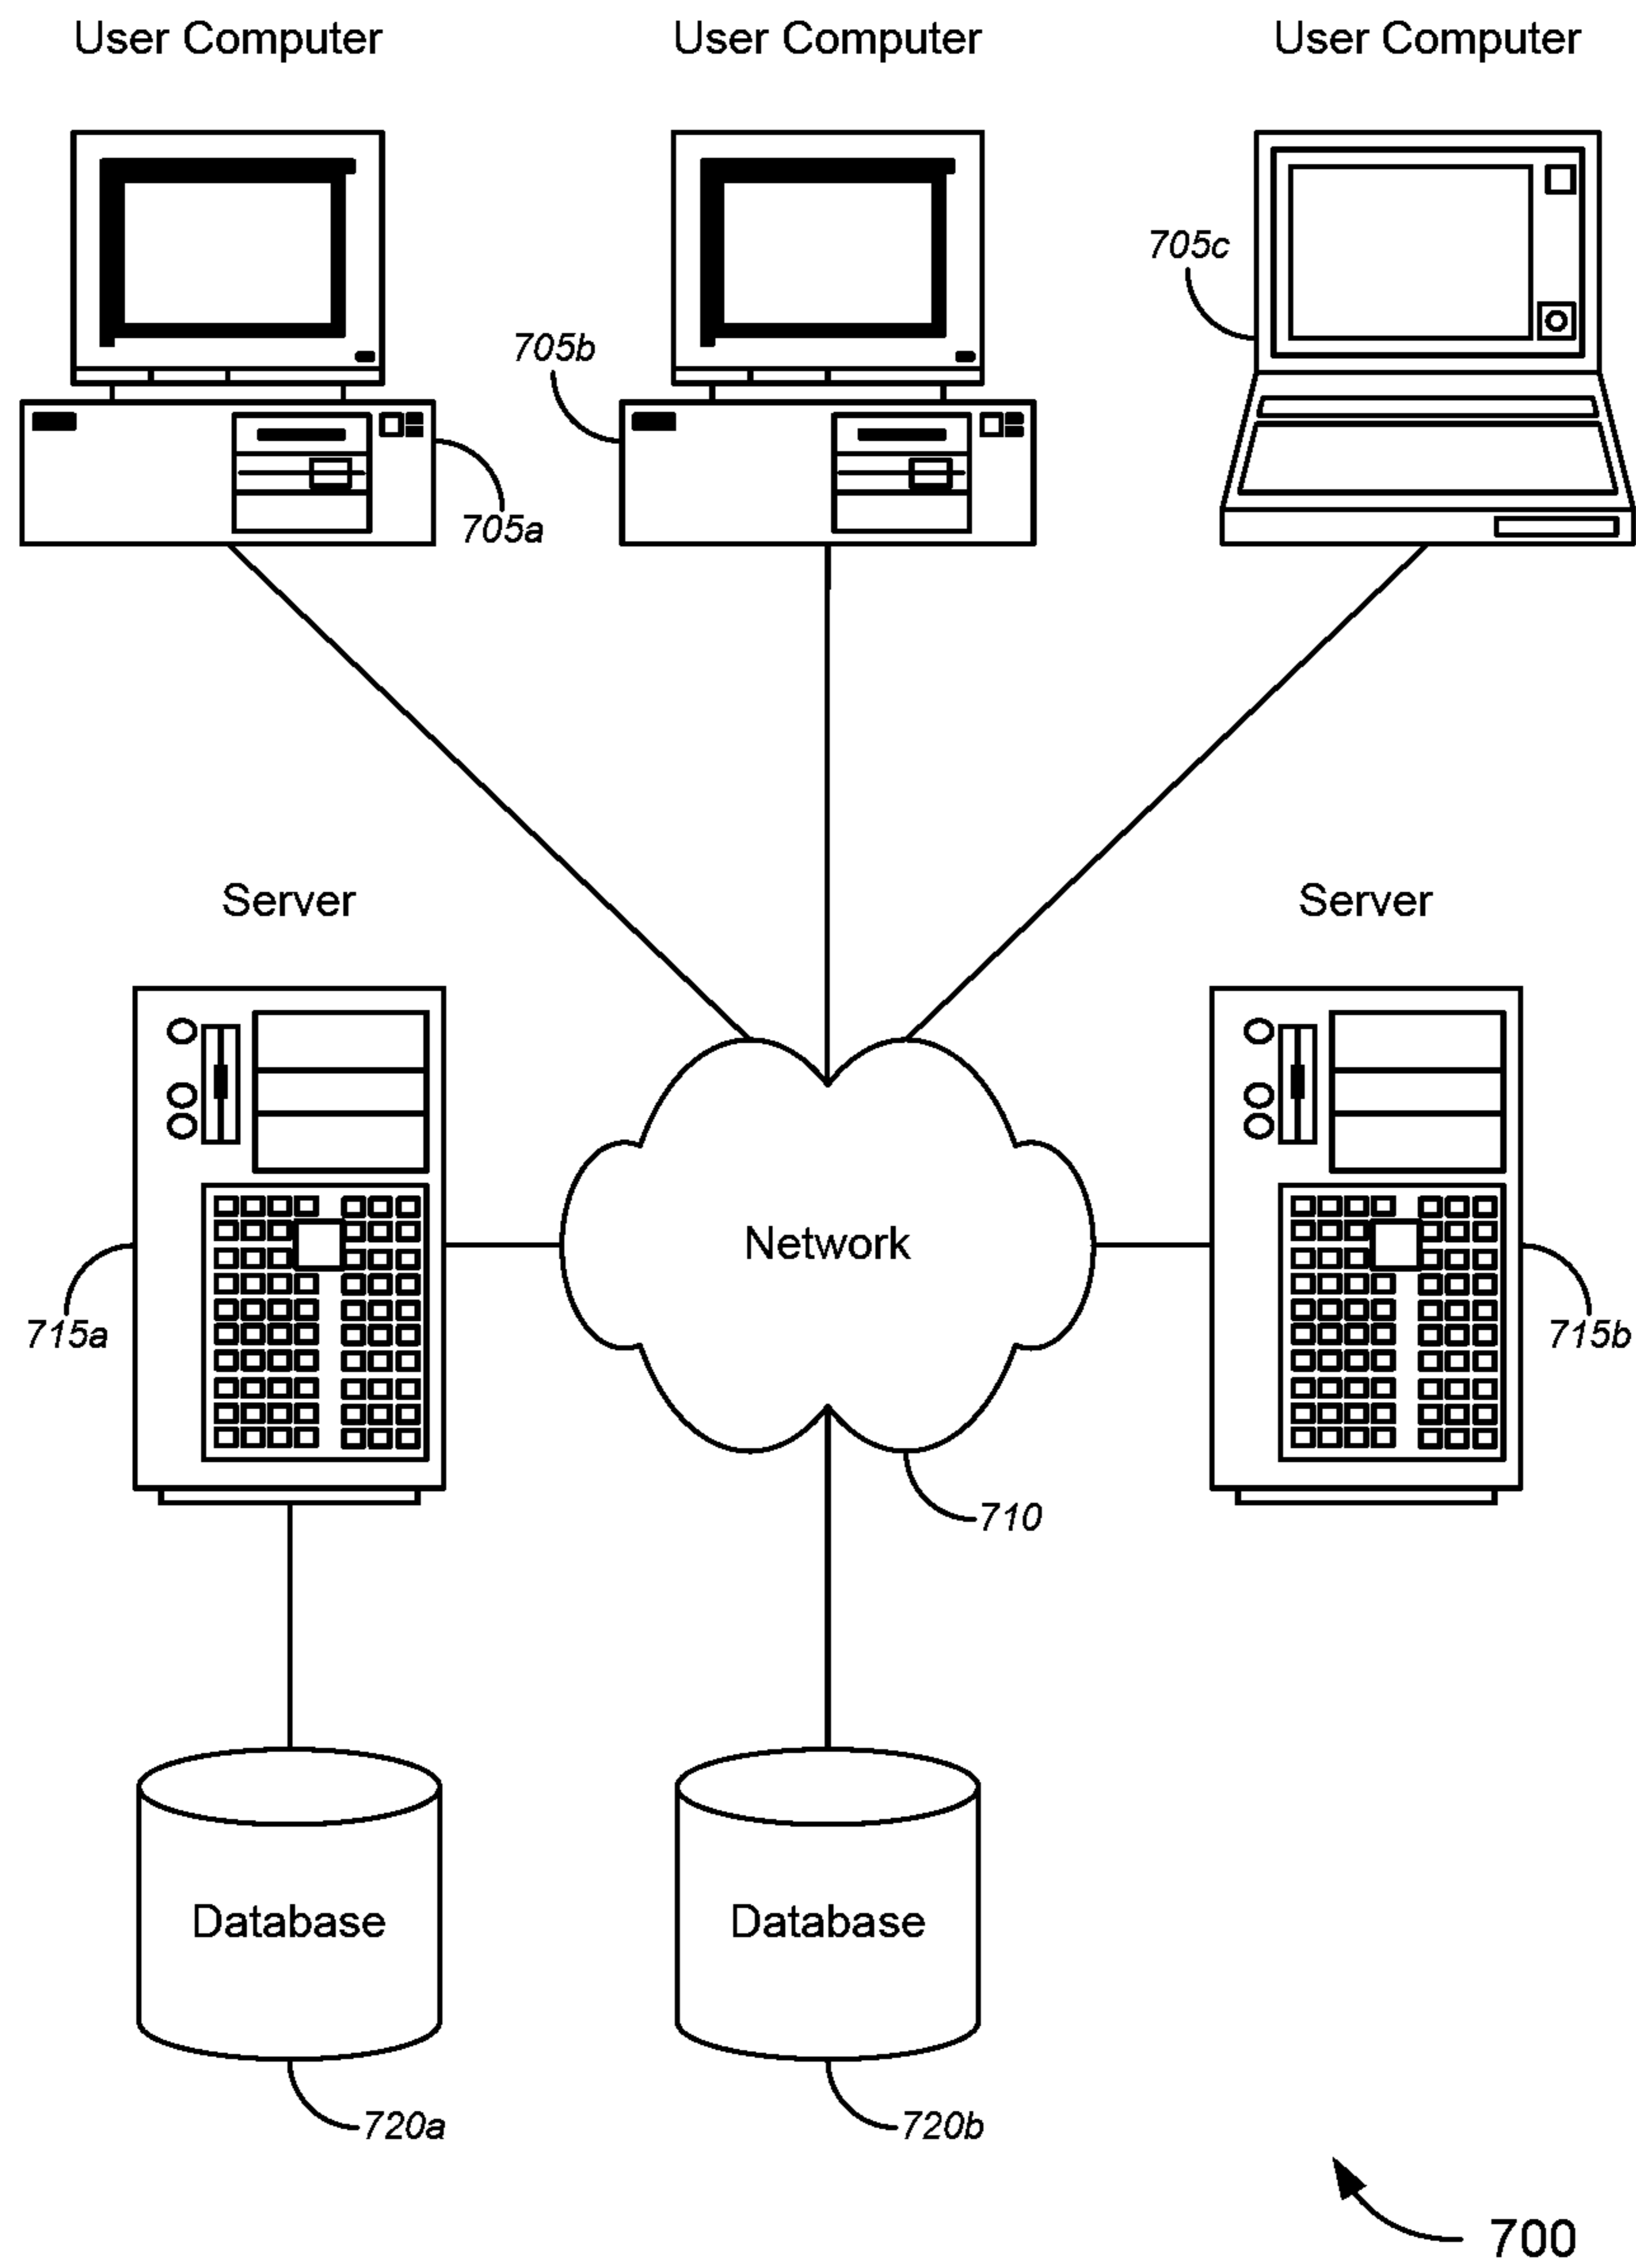 User Computer
User Computer
User Computer
705c
705b
705a
Server
Server
Network
715a
715b
710
Database
Database
720a
720b
700